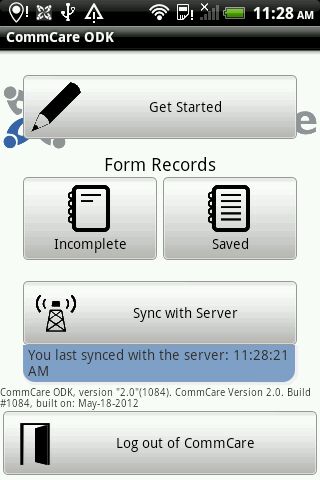 11:28 AM
CommCare ODK
Get Started
e
Form Records
Incomplete
Saved
Sync with Server
You last synced with the server: 11:28:21
AM
CommCare ODK, version "2.0"(1084). CommCare Version 2.0. Build
#1084, built on: May-18-2012
Log out of CommCare